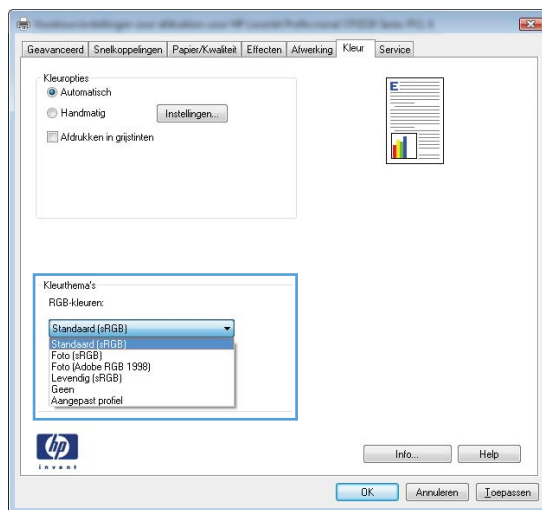 Geavanceerd Snelkoppelingen Papier/Kwaliteit Effecten Afwerking Kleur Service
Kleuropties
Automatisch
Handmatig Instellingen...
Afdrukken in grijstinten
E
Kleurthema's
RGB-kleuren:
Standaard (sRGB)
Standaard (sRGB)
Foto (sRGB)
Foto (Adobe RGB 1998)
Levendig (sRGB)
Geen
Aangepast profiel
hp
invent
Info... Help
OK Annuleren Toepassen